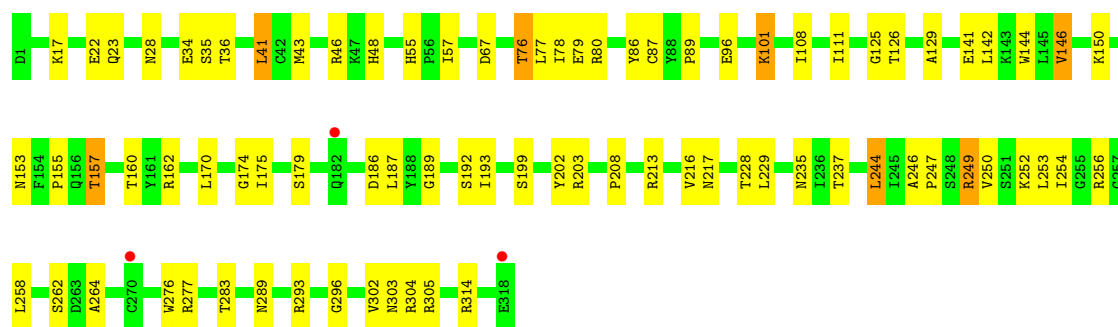 D1 K17 E22 Q23 N28 E34 S35 T36 L41 C42 M43 R46 K47 H48 H55 P56 I57 D67 T76 L77 I78 E79 R80 Y86 C87 Y88 P89 E96 K101 I108 I111 G125 T126 A129 E141 L142 K143 W144 L145 V146 K150
N153 F154 P155 Q156 T157 T160 Y161 R162 L170 G174 I175 S179 Q182 D186 L187 Y188 G189 S192 I193 S199 Y202 R203 P208 R213 V216 N217 T228 L229 N235 I236 T237 L244 I245 A246 P247 S248 R249 V250 S251 K252 L253 I254 G255 R256 G257
L258 S262 D263 A264 C270 W276 R277 T283 N289 R293 G296 V302 N303 R304 R305 R314 E318